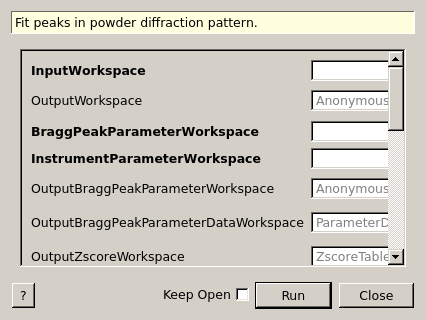 Fit peaks in powder diffraction pattern.
InputWorkspace
OutputWorkspace Anonymous
BraggPeakParameterWorkspace
InstrumentParameterWorkspace
OutputBraggPeakParameterWorkspace Anonymous
OutputBraggPeakParameterDataWorkspace ParameterD
OutputZscoreWorkspace ZscoreTable
? Keep Open Run Close